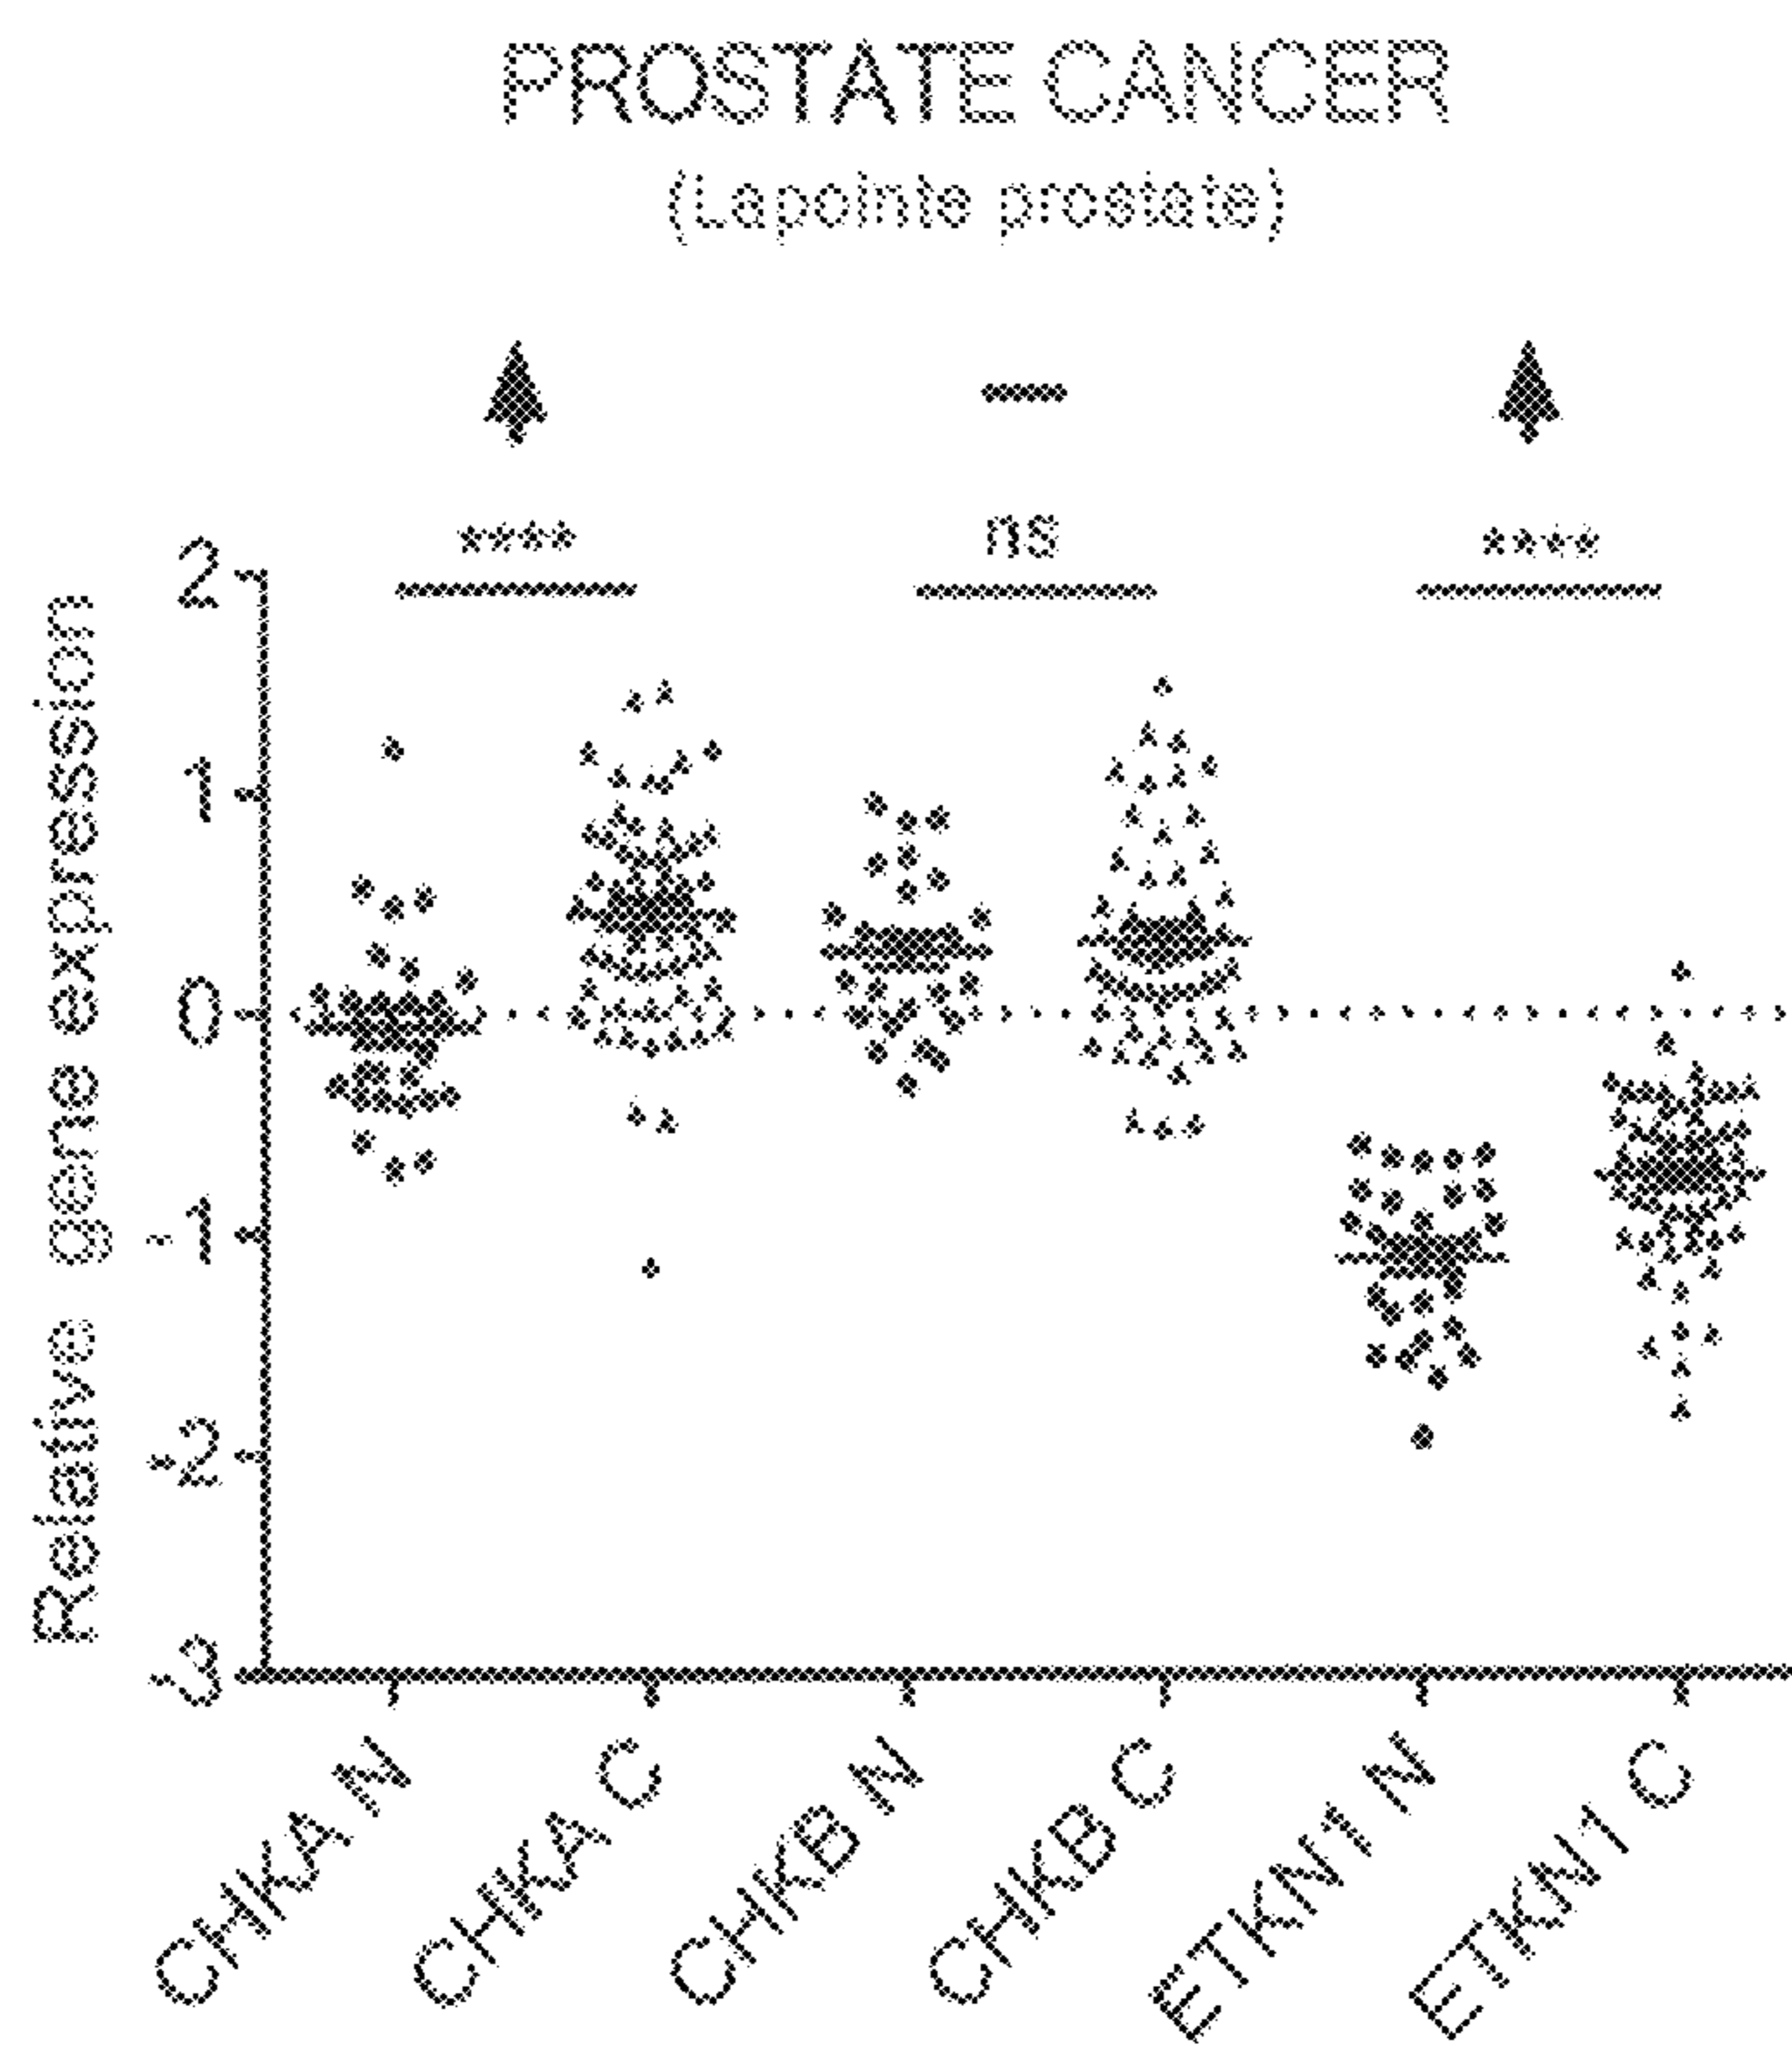 PROSTATE CANCER
(Lapointe prostate)
**** ns ****
Relative gene expression
2
1
0
-1
-2
-3
CHKA N
CHKA C
CHKB N
CHKB C
ETKN1 N
ETKN1 C